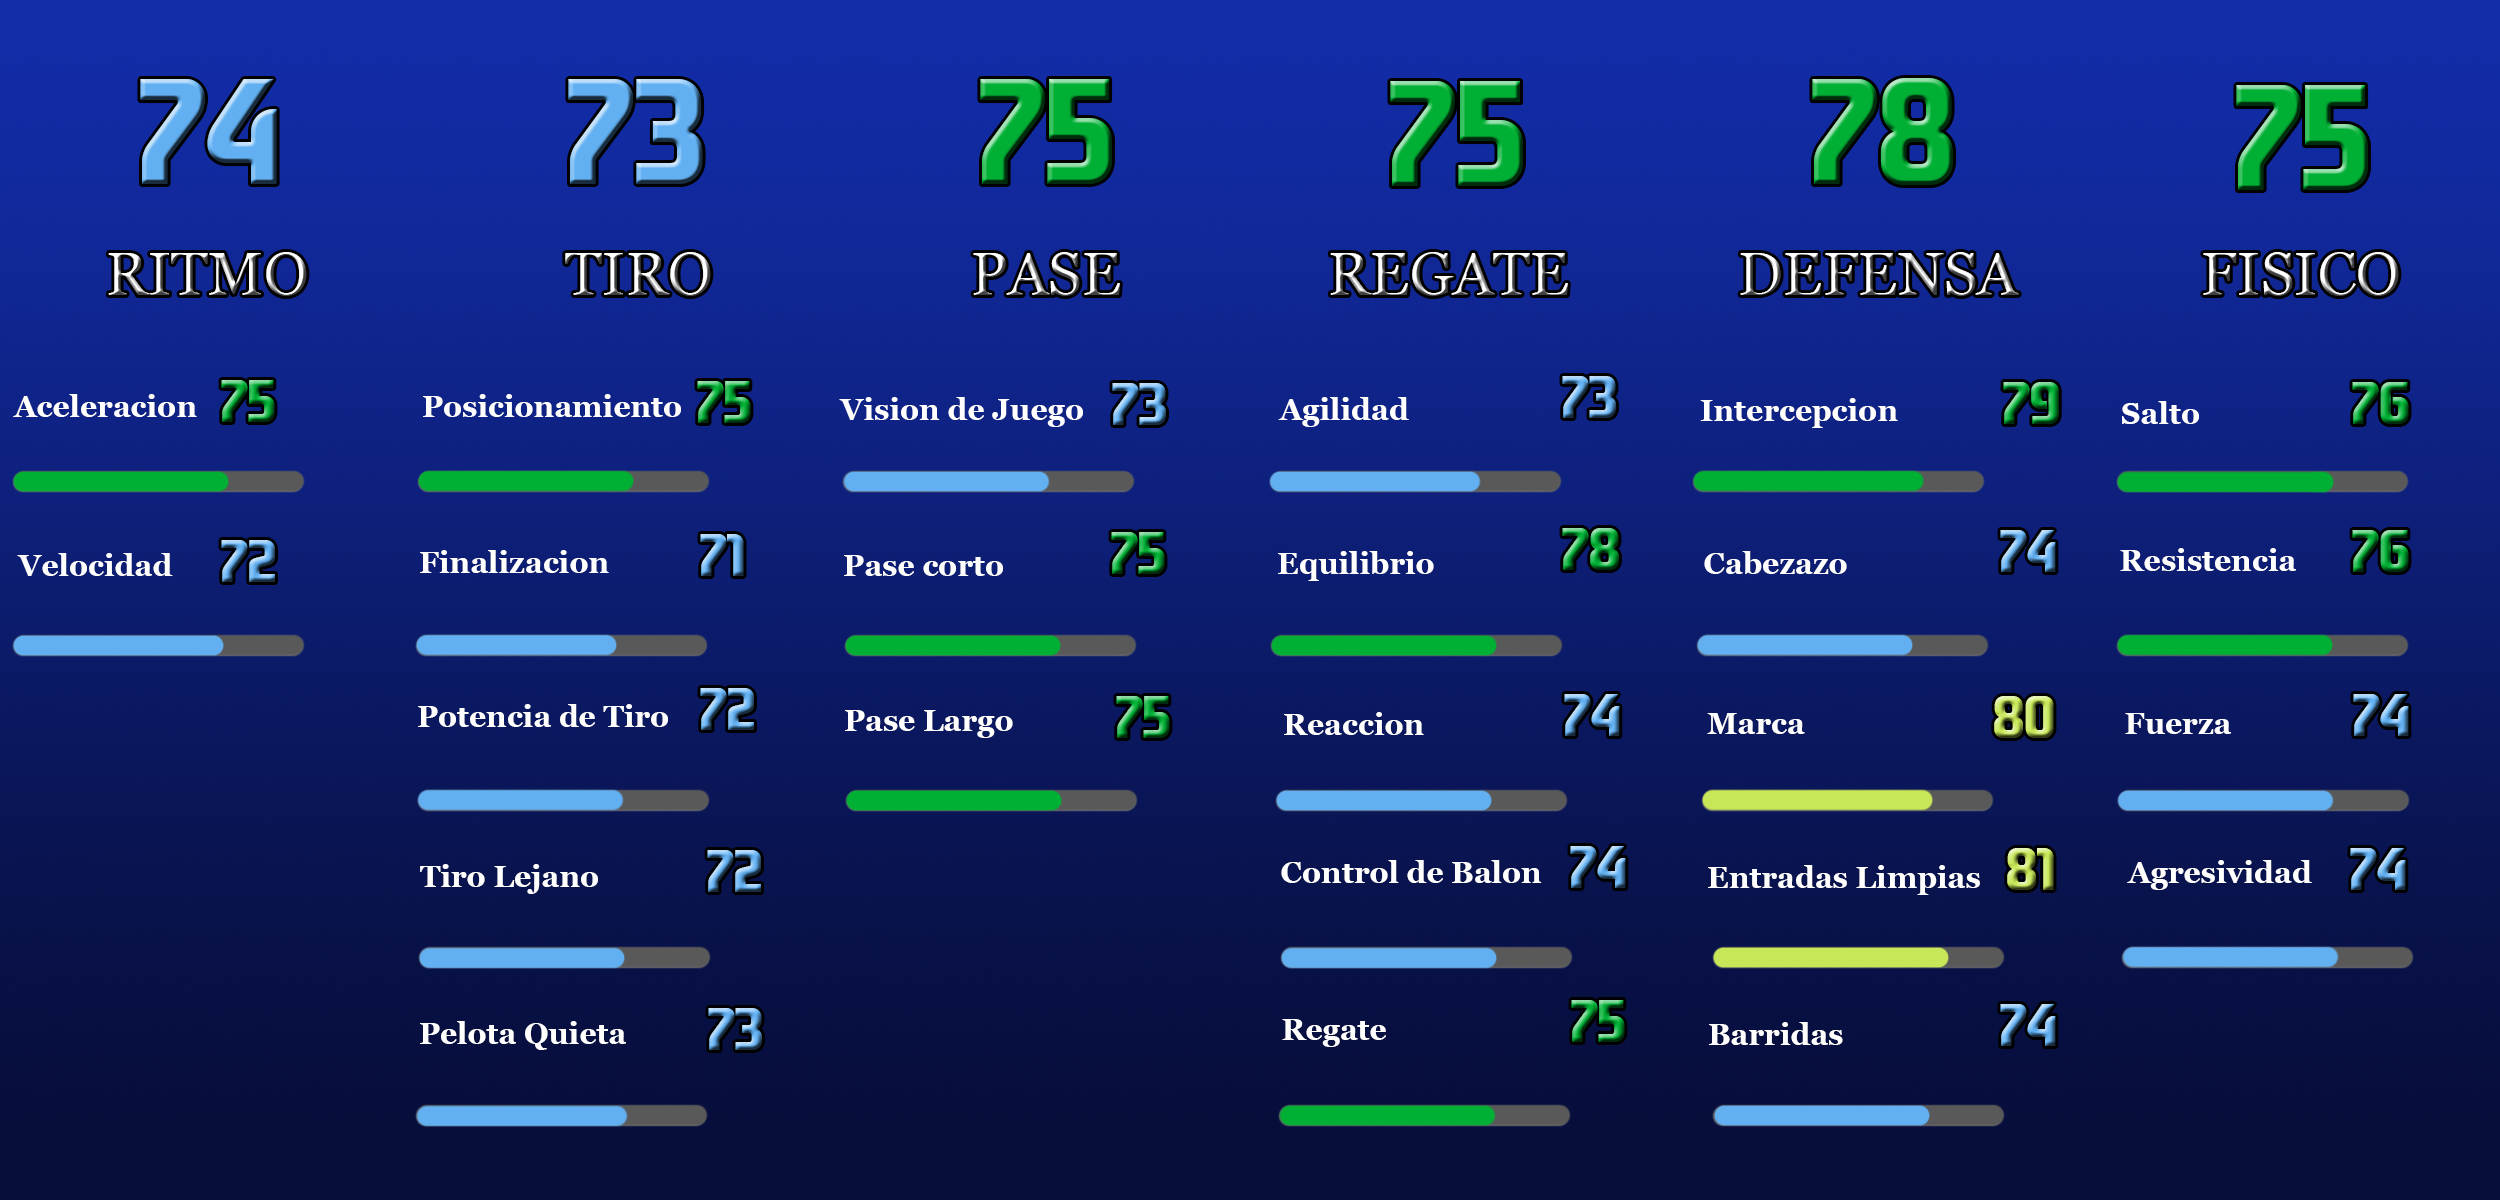 74 73 75 75 78 75
RITMO TIRO PASE REGATE DEFENSA FISICO
Aceleracion 75 Posicionamiento 75 Vision de Juego 73 Agilidad 73 Intercepcion 79 Salto 76
Velocidad 72 Finalizacion 71 Pase corto 75 Equilibrio 78 Cabezazo 74 Resistencia 76
Potencia de Tiro 72 Pase Largo 75 Reaccion 74 Marca 80 Fuerza 74
Tiro Lejano 72 Control de Balon 74 Entradas Limpias 81 Agresividad 74
Pelota Quieta 73 Regate 75 Barridas 74